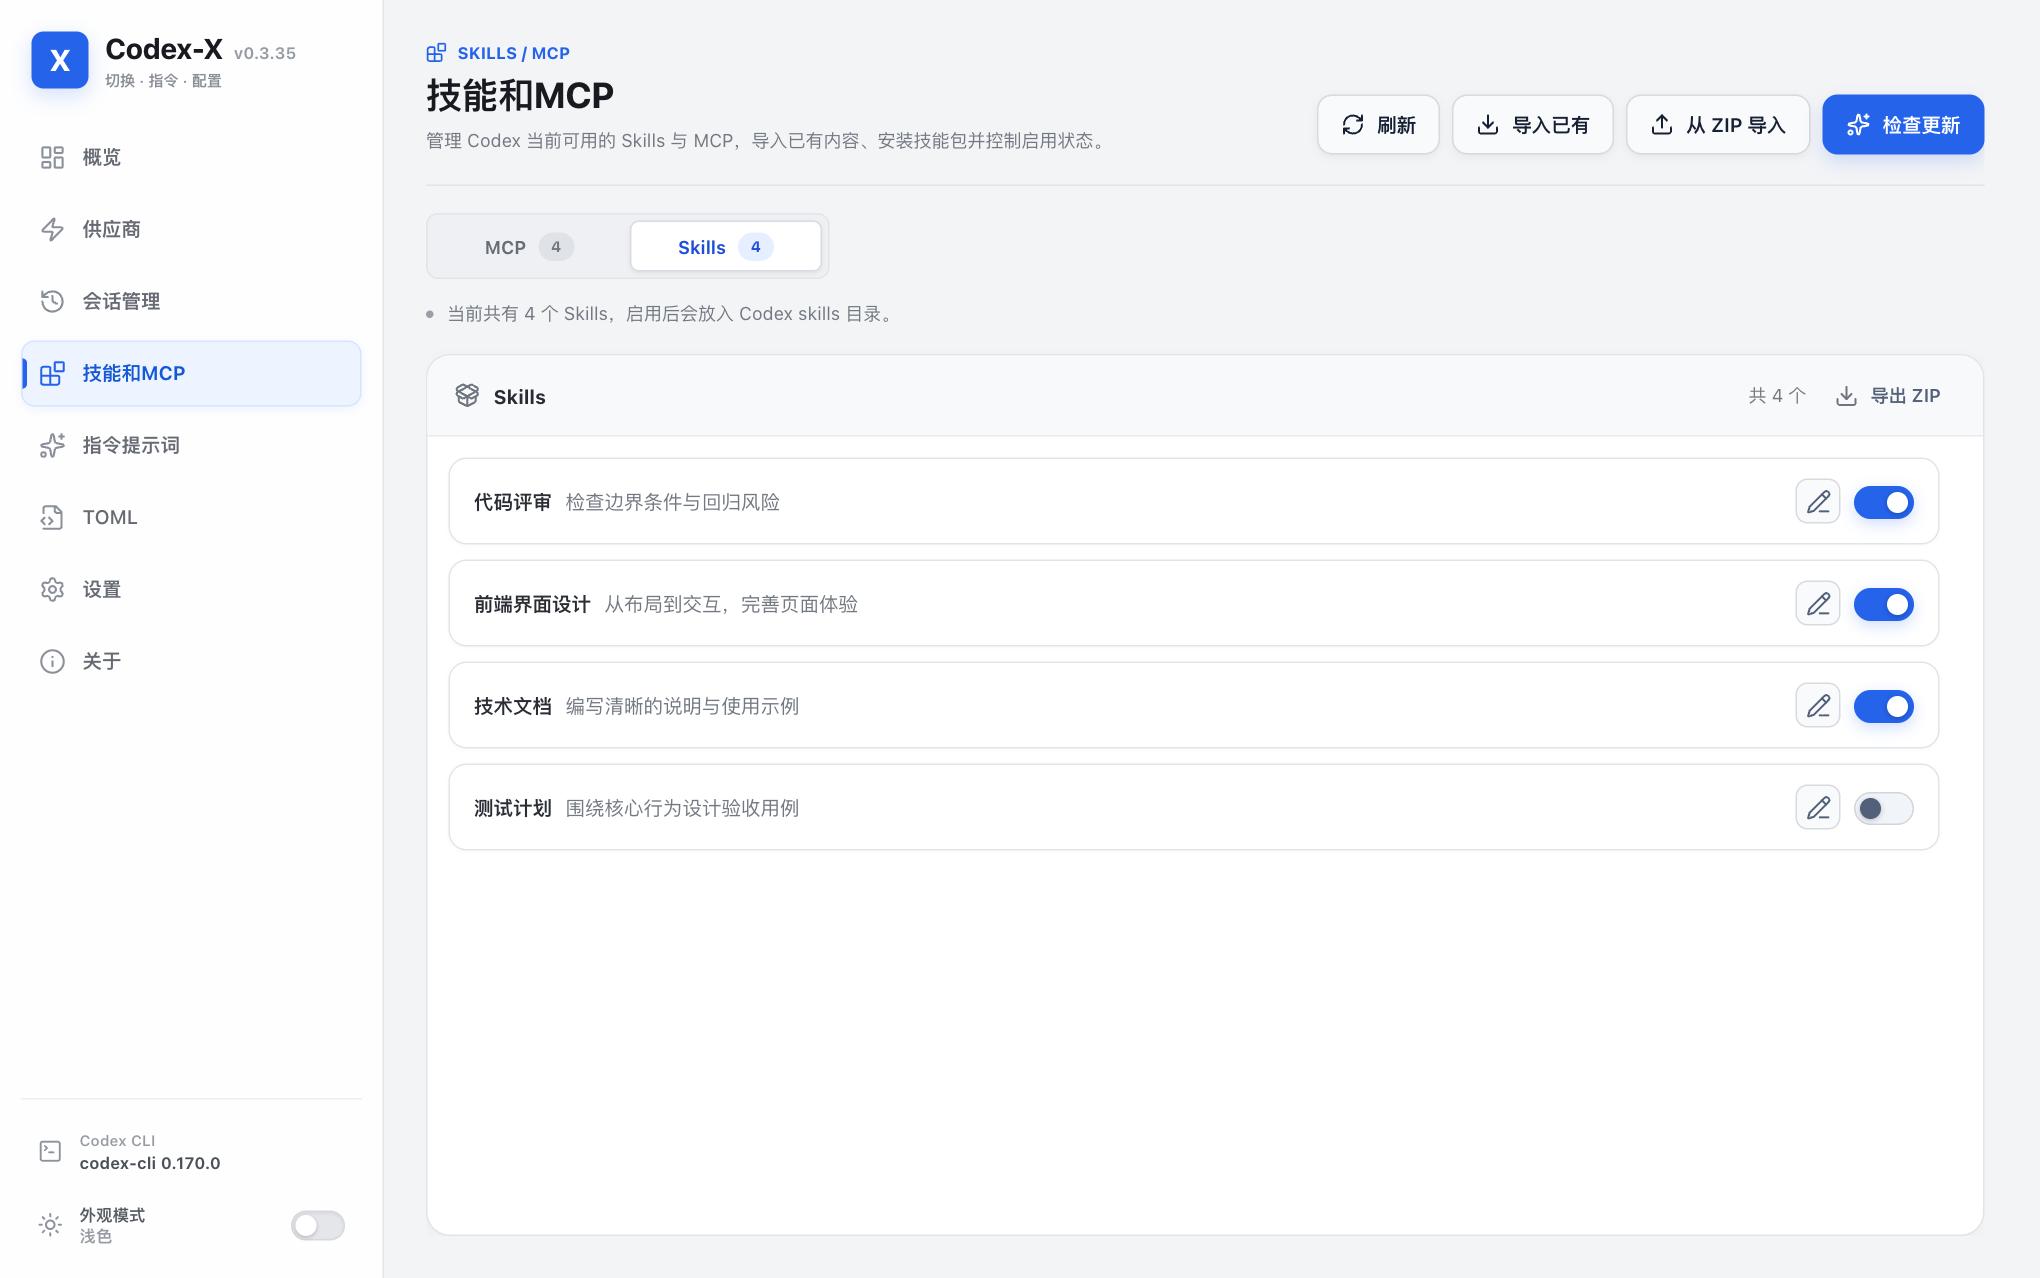 X
Codex-X v0.3.35
切换 · 指令 · 配置
概览
供应商
会话管理
技能和MCP
指令提示词
TOML
设置
关于
Codex CLI
codex-cli 0.170.0
外观模式
浅色
SKILLS / MCP
技能和MCP
管理 Codex 当前可用的 Skills 与 MCP，导入已有内容、安装技能包并控制启用状态。
刷新
导入已有
从 ZIP 导入
检查更新
MCP 4
Skills 4
当前共有 4 个 Skills，启用后会放入 Codex skills 目录。
Skills
共 4 个
导出 ZIP
代码评审 检查边界条件与回归风险
前端界面设计 从布局到交互，完善页面体验
技术文档 编写清晰的说明与使用示例
测试计划 围绕核心行为设计验收用例